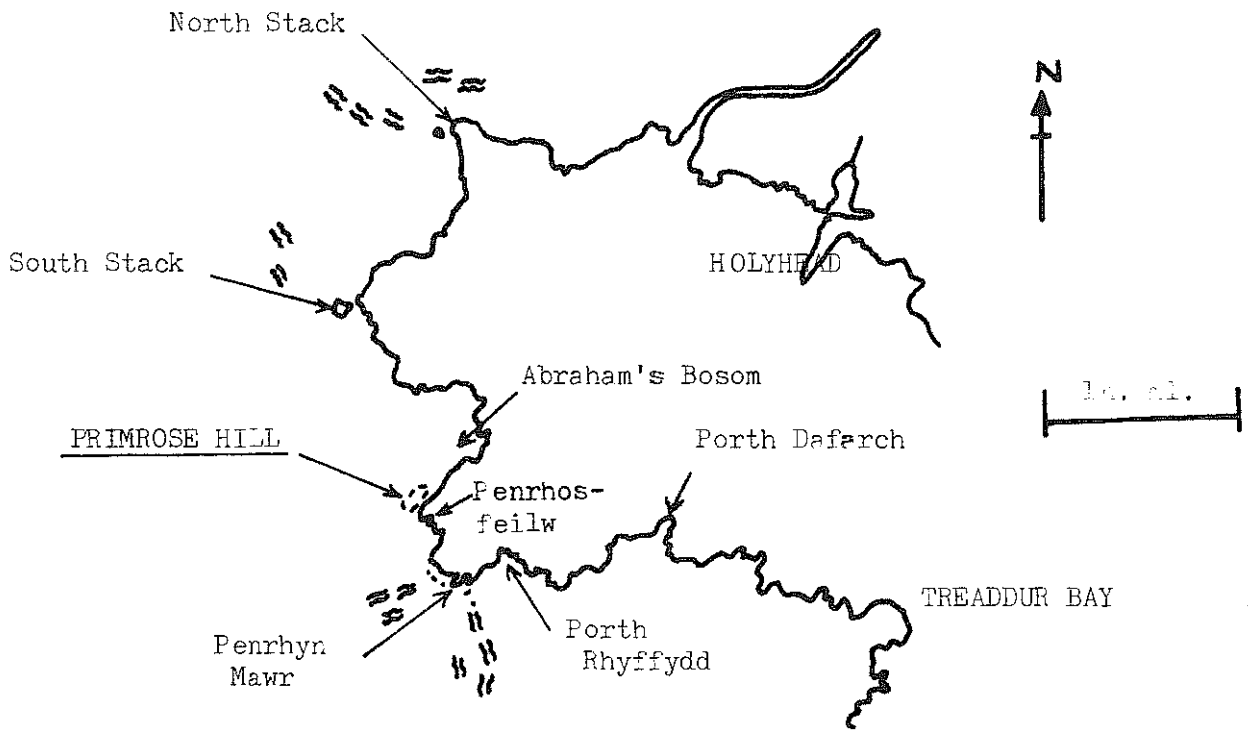 North Stack
N
South Stack
HOLYHEAD
Abraham's Bosom
PRIMROSE HILL
Porth Dafarch
Penrhos-
feilw
TREADDUR BAY
Penrhyn
Mawr
Porth
Rhyffydd